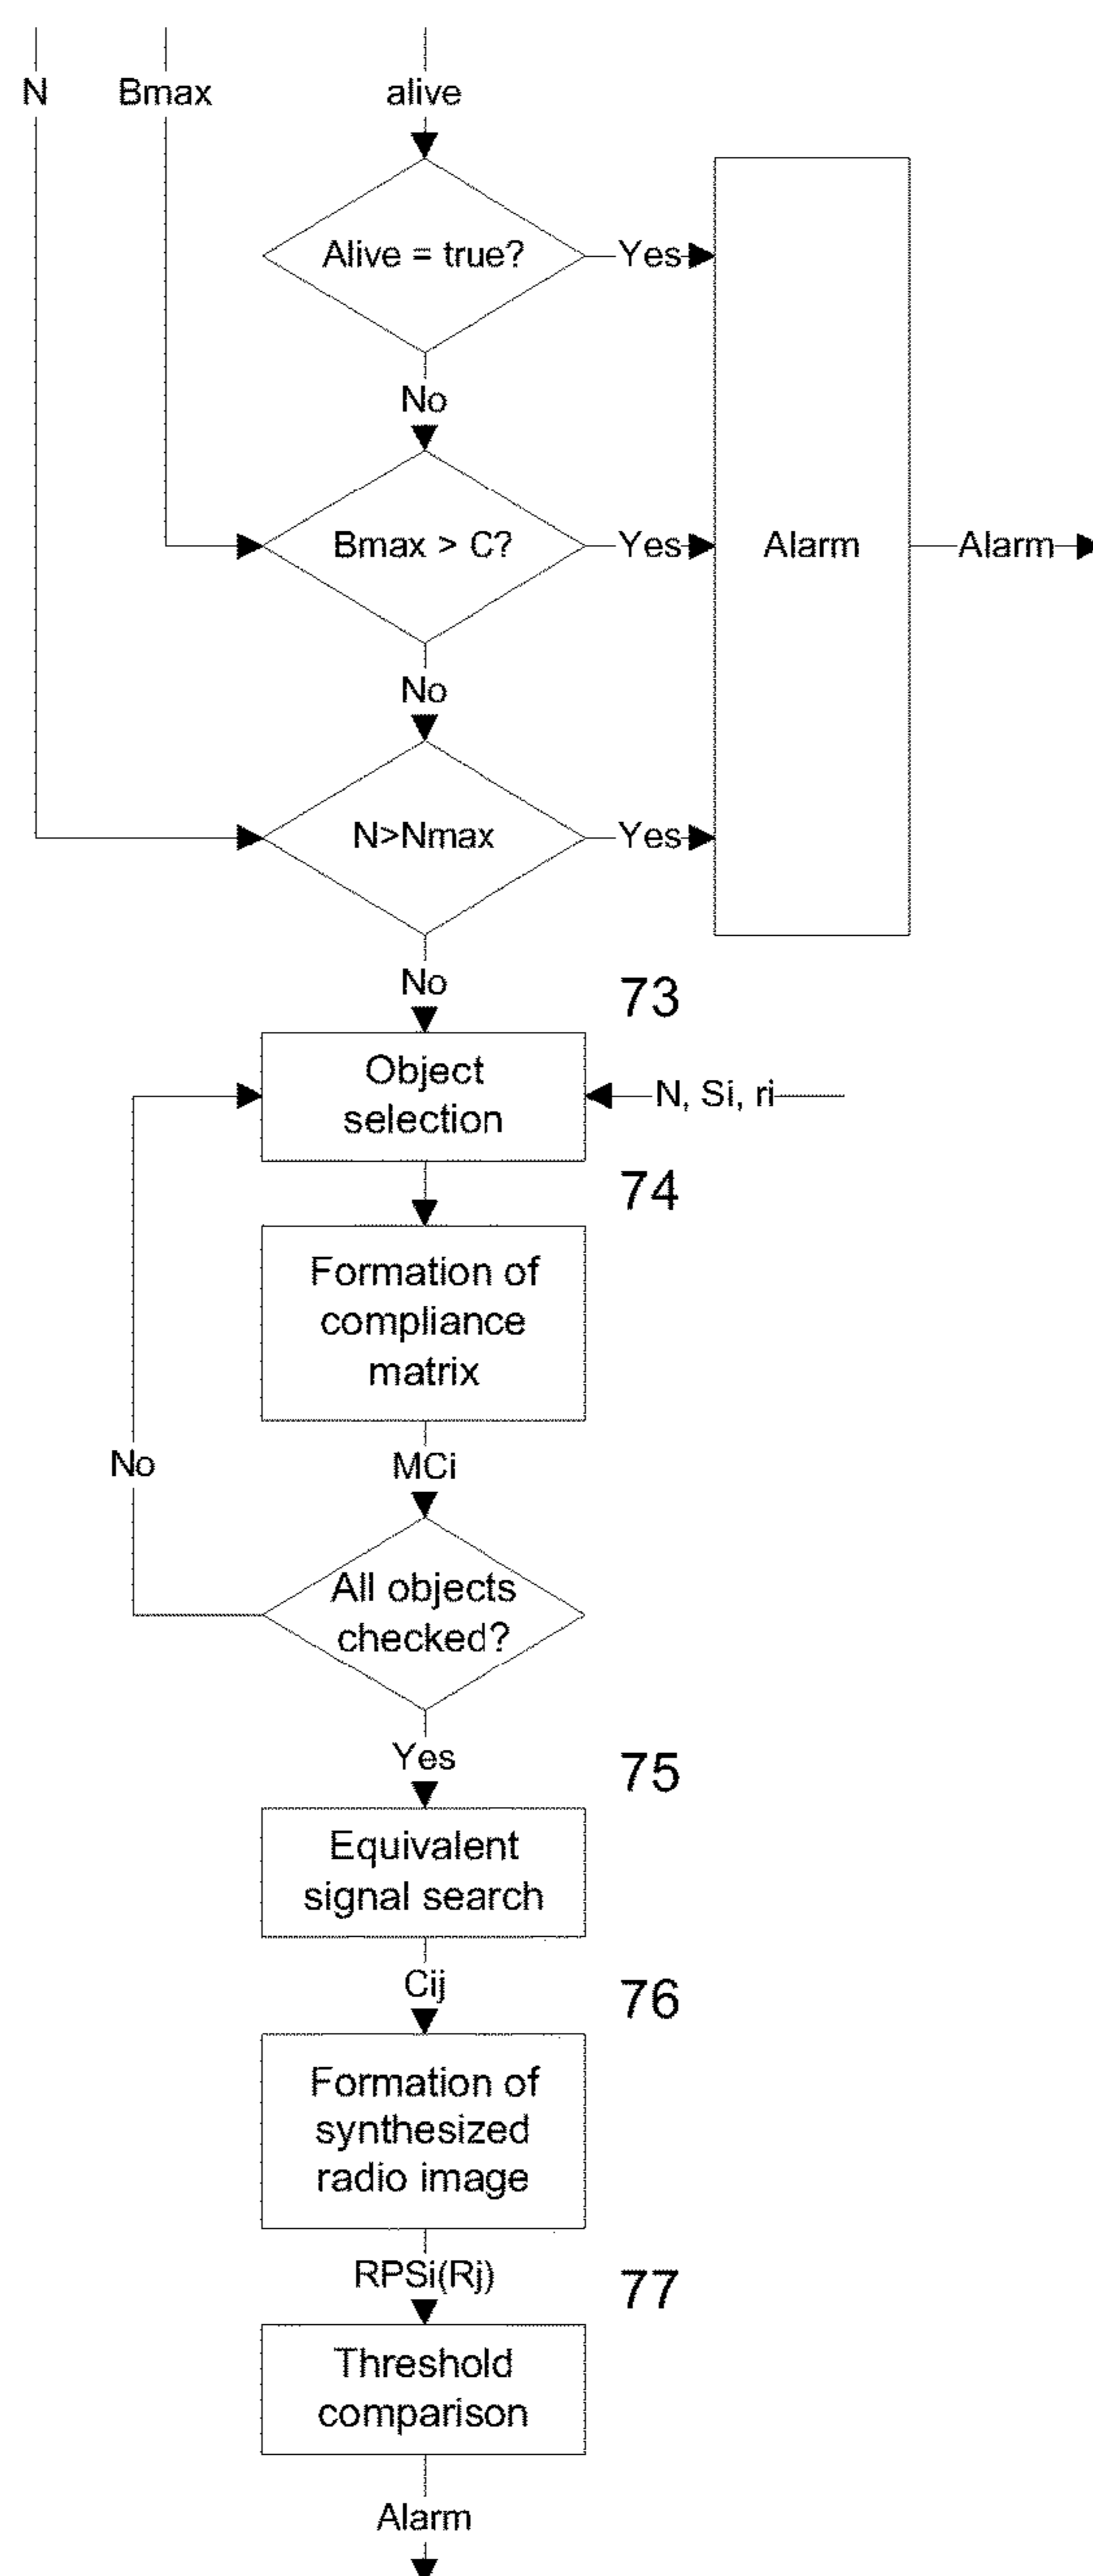 N
Bmax
alive
Alive = true?
Yes
No
Bmax > C?
Yes
Alarm
Alarm
No
N>Nmax
Yes
No
73
Object
selection
N, Si, ri
74
Formation of
compliance
matrix
No
MCi
All objects
checked?
Yes
75
Equivalent
signal search
Cij
76
Formation of
synthesized
radio image
RPSi(Rj)
77
Threshold
comparison
Alarm